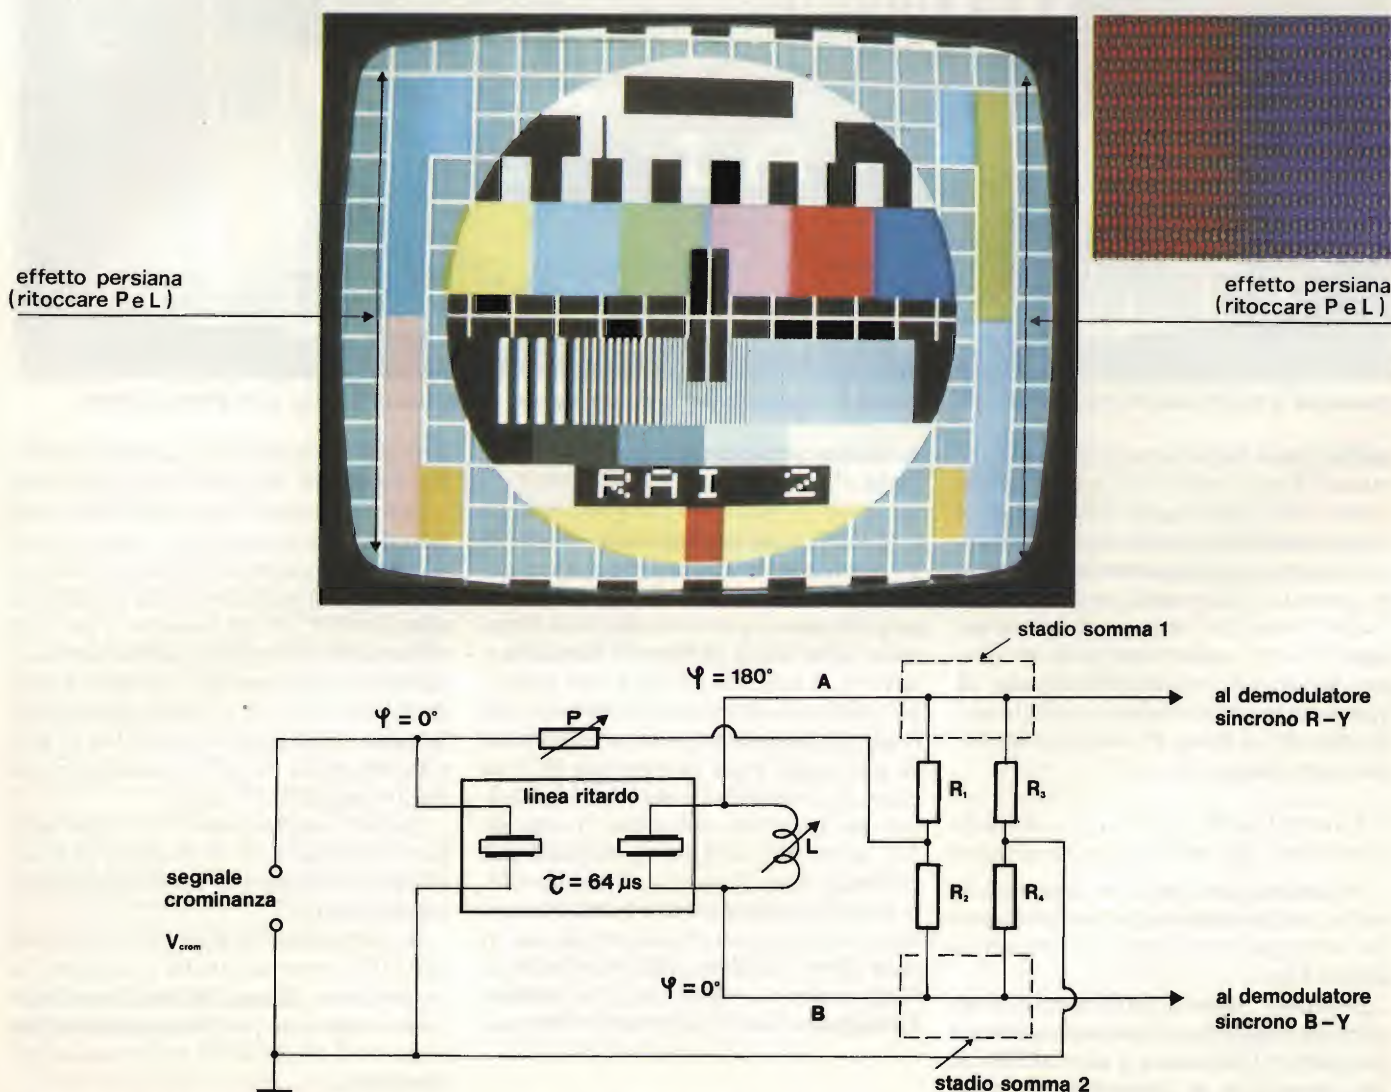 effetto persiana
(ritoccare P e L)
effetto persiana
(ritoccare P e L)
RAI 2
stadio somma 1
φ = 180°
A
al demodulatore
sincrono R-Y
φ = 0°
P
linea ritardo
R₁
R₃
L
segnale
crominanza
τ = 64 µs
R₂
R₄
Vcrom
φ = 0°
B
al demodulatore
sincrono B-Y
stadio somma 2